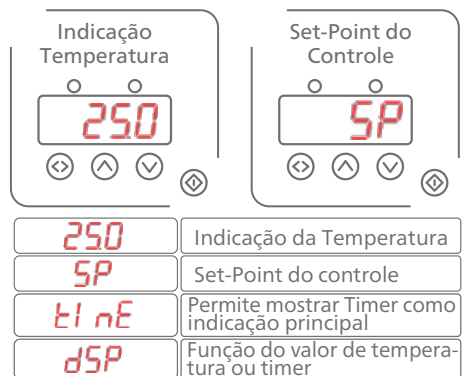 Indicação
Temperatura
250
Set-Point do
Controle
SP
250
Indicação da Temperatura
SP
Set-Point do controle
tI nE
Permite mostrar Timer como
indicação principal
dSP
Função do valor de tempera-
tura ou timer